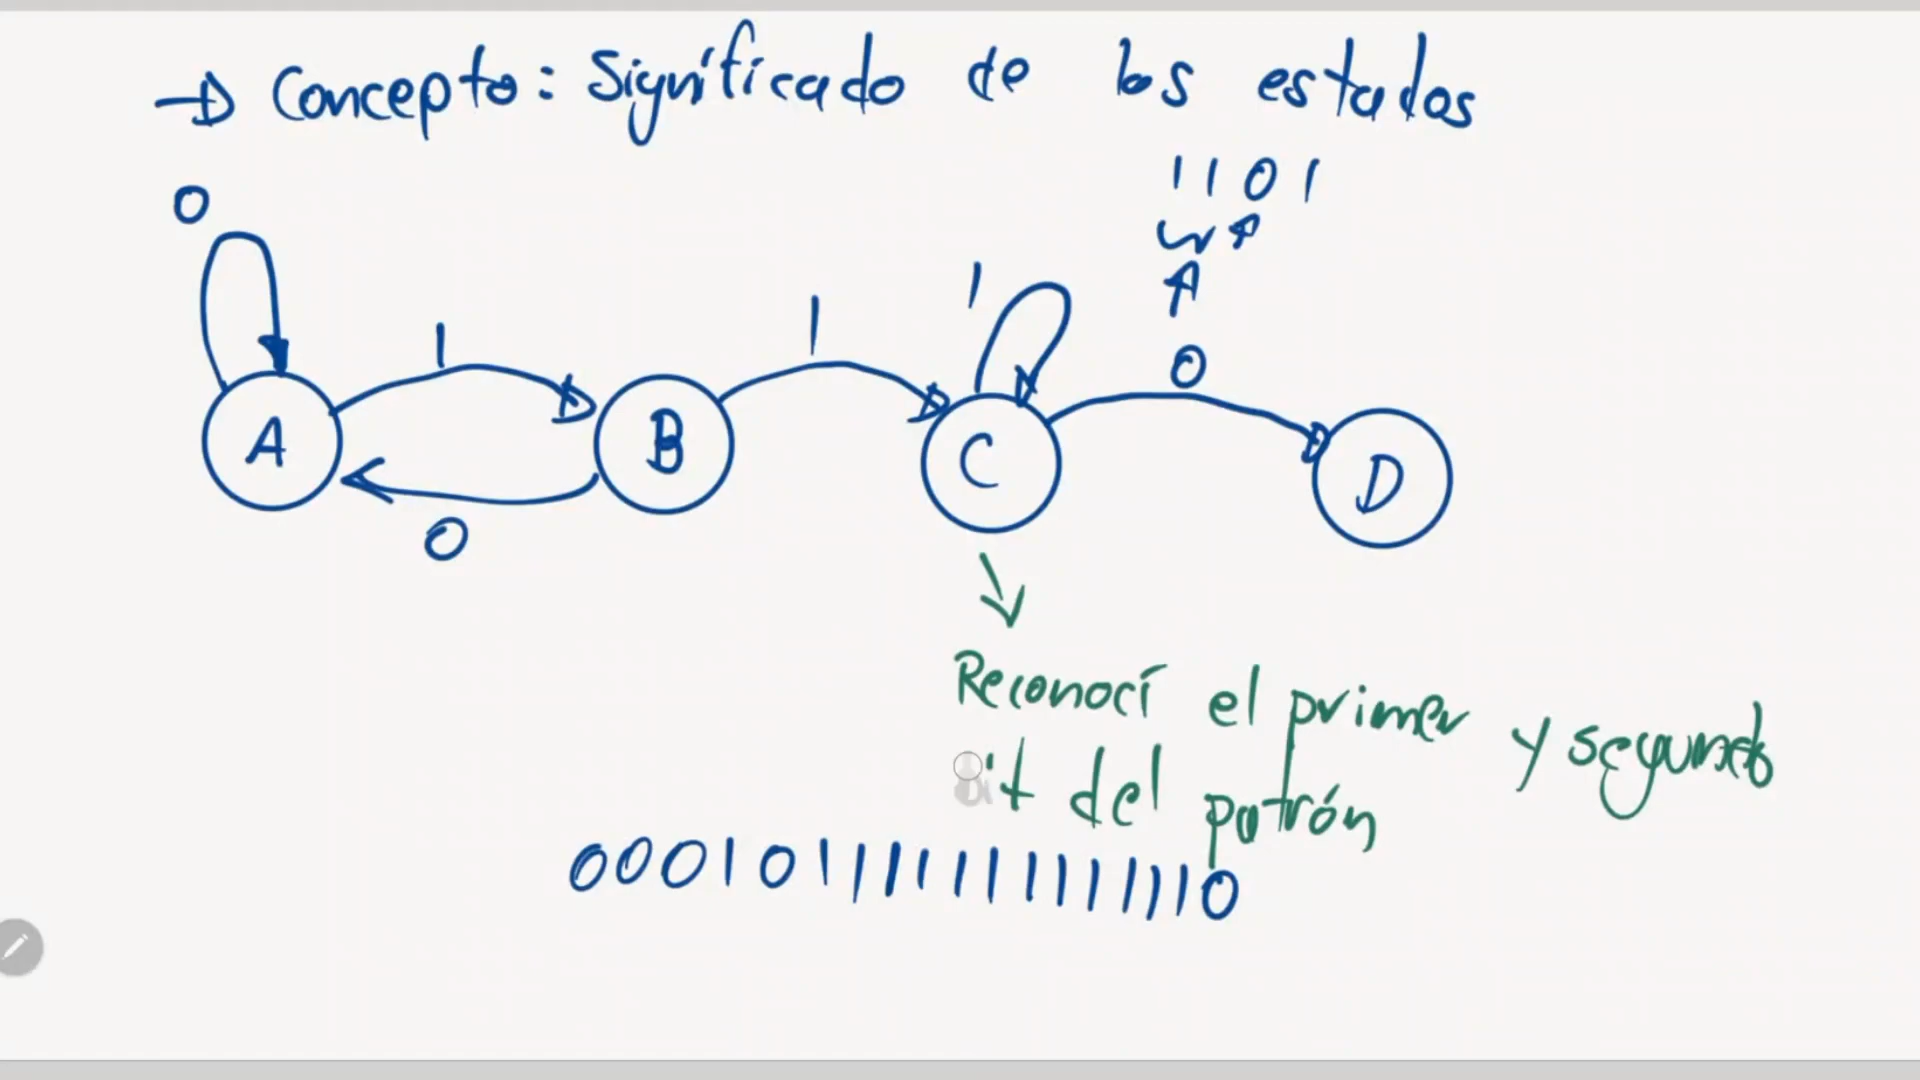 → Concepto: Significado de los estados
1101
0
1
1
1
0
A
B
C
D
0
Reconocí el primer y segundo
bit del patrón
000101111111111110